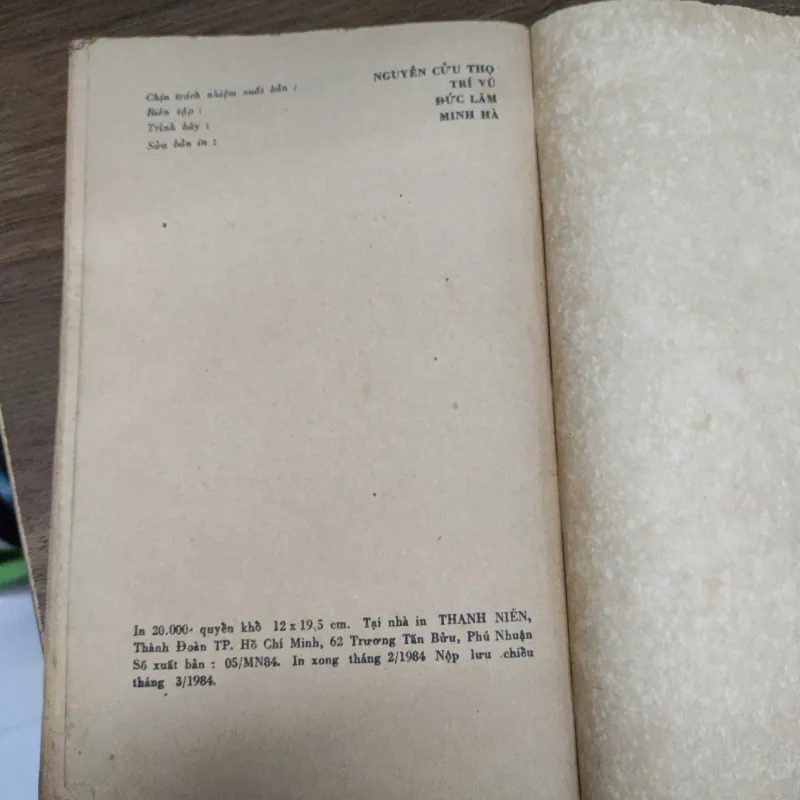 Chịu trách nhiệm xuất bản : NGUYỄN CỬU THỌ
Biên tập : TRÍ VŨ
Trình bày : ĐỨC LÂM
Sửa bản in : MINH HÀ
In 20.000 quyển khổ 12 x 19,5 cm. Tại nhà in THANH NIÊN,
Thành Đoàn TP. Hồ Chí Minh, 62 Trương Tấn Bửu, Phú Nhuận
Số xuất bản : 05/MN84. In xong tháng 2/1984 Nộp lưu chiều
tháng 3/1984.